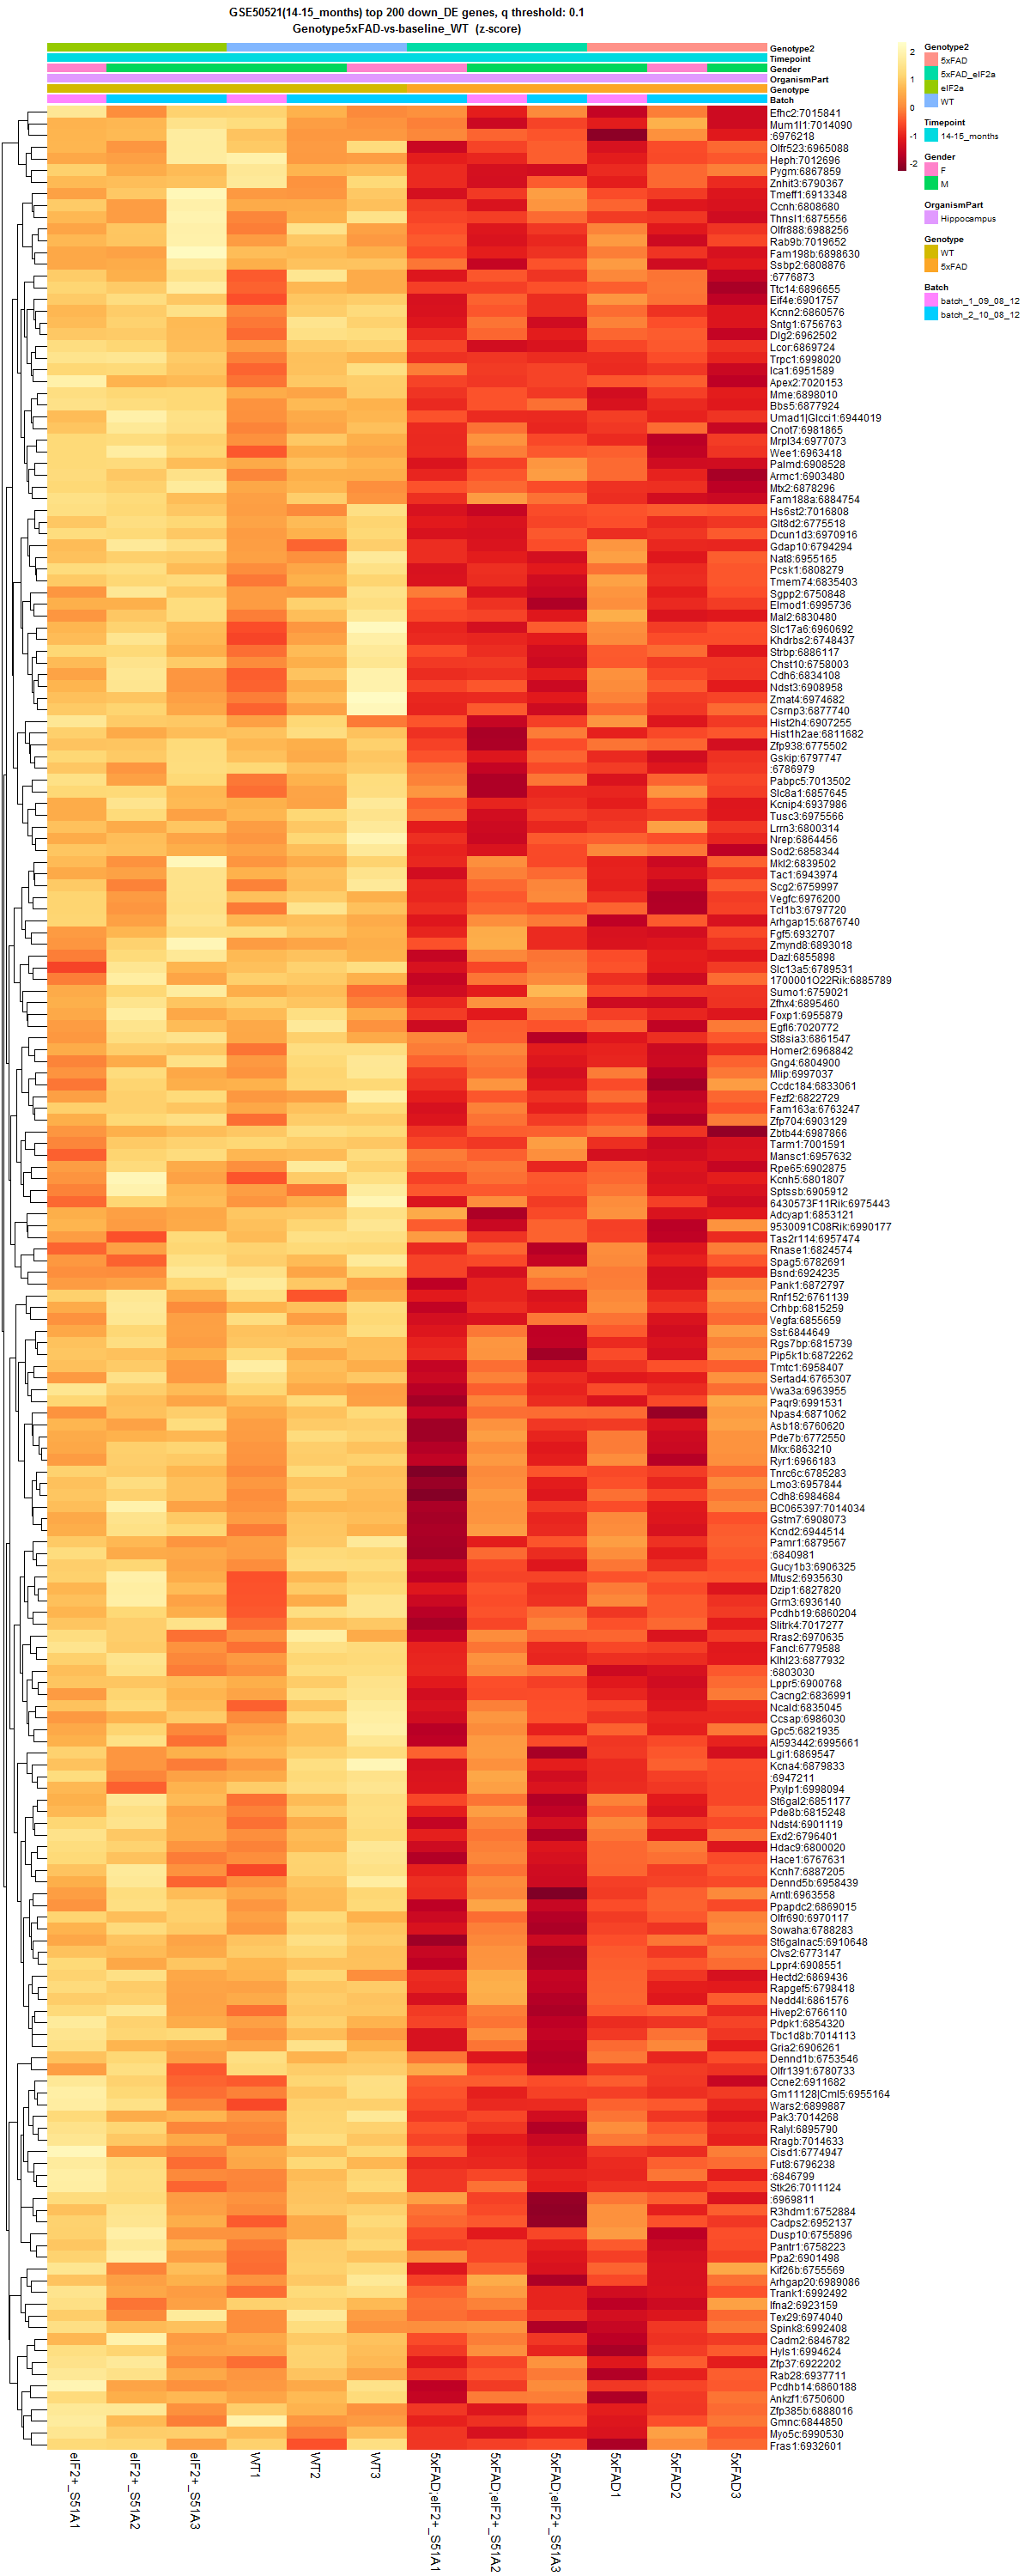 GSE50521(14-15_months) top 200 down_DE genes, q threshold: 0.1
Genotype5xFAD-vs-baseline_WT (z-score)
Genotype2
Timepoint
Gender
OrganismPart
Genotype
Batch
2
1
0
-1
-2
Genotype2
5xFAD
5xFAD_eIF2a
eIF2a
WT
Timepoint
14-15_months
Gender
F
M
OrganismPart
Hippocampus
Genotype
WT
5xFAD
Batch
batch_1_09_08_12
batch_2_10_08_12
Efhc2:7015841
Mum1l1:7014090
:6976218
Olfr523:6965088
Heph:7012696
Pygm:6867859
Znhit3:6790367
Tmeff1:6913348
Ccnh:6808680
Thnsl1:6875556
Olfr888:6988256
Rab9b:7019652
Fam198b:6898630
Ssbp2:6808876
:6776873
Ttc14:6896655
Eif4e:6901757
Kcnn2:6860576
Sntg1:6756763
Dlg2:6962502
Lcor:6869724
Trpc1:6998020
Ica1:6951589
Apex2:7020153
Mme:6898010
Bbs5:6877924
Umad1|Glcci1:6944019
Cnot7:6981865
Mrpl34:6977073
Wee1:6963418
Palmd:6908528
Armc1:6903480
Mtx2:6878296
Fam188a:6884754
Hs6st2:7016808
Glt8d2:6775518
Dcun1d3:6970916
Gdap10:6794294
Nat8:6955165
Pcsk1:6808279
Tmem74:6835403
Sgpp2:6750848
Elmod1:6995736
Mal2:6830480
Slc17a6:6960692
Khdrbs2:6748437
Strbp:6886117
Chst10:6758003
Cdh6:6834108
Ndst3:6908958
Zmat4:6974682
Csrnp3:6877740
Hist2h4:6907255
Hist1h2ae:6811682
Zfp938:6775502
Gskip:6797747
:6786979
Pabpc5:7013502
Slc8a1:6857645
Kcnip4:6937986
Tusc3:6975566
Lrrn3:6800314
Nrep:6864456
Sod2:6858344
Mkl2:6839502
Tac1:6943974
Scg2:6759997
Vegfc:6976200
Tcl1b3:6797720
Arhgap15:6876740
Fgf5:6932707
Zmynd8:6893018
Dazl:6855898
Slc13a5:6789531
1700001O22Rik:6885789
Sumo1:6759021
Zfhx4:6895460
Foxp1:6955879
Egfl6:7020772
St8sia3:6861547
Homer2:6968842
Gng4:6804900
Mlip:6997037
Ccdc184:6833061
Fezf2:6822729
Fam163a:6763247
Zfp704:6903129
Zbtb44:6987866
Tarm1:7001591
Mansc1:6957632
Rpe65:6902875
Kcnh5:6801807
Sptssb:6905912
6430573F11Rik:6975443
Adcyap1:6853121
9530091C08Rik:6990177
Tas2r114:6957474
Rnase1:6824574
Spag5:6782691
Bsnd:6924235
Pank1:6872797
Rnf152:6761139
Crhbp:6815259
Vegfa:6855659
Sst:6844649
Rgs7bp:6815739
Pip5k1b:6872262
Tmtc1:6958407
Sertad4:6765307
Vwa3a:6963955
Paqr9:6991531
Npas4:6871062
Asb18:6760620
Pde7b:6772550
Mkx:6863210
Ryr1:6966183
Tnrc6c:6785283
Lmo3:6957844
Cdh8:6984684
BC065397:7014034
Gstm7:6908073
Kcnd2:6944514
Pamr1:6879567
:6840981
Gucy1b3:6906325
Mtus2:6935630
Dzip1:6827820
Grm3:6936140
Pcdhb19:6860204
Slitrk4:7017277
Rras2:6970635
Fancl:6779588
Klhl23:6877932
:6803030
Lppr5:6900768
Cacng2:6836991
Ncald:6835045
Ccsap:6986030
Gpc5:6821935
AI593442:6995661
Lgi1:6869547
Kcna4:6879833
:6947211
Pxylp1:6998094
St6gal2:6851177
Pde8b:6815248
Ndst4:6901119
Exd2:6796401
Hdac9:6800020
Hace1:6767631
Kcnh7:6887205
Dennd5b:6958439
Arntl:6963558
Ppapdc2:6869015
Olfr690:6970117
Sowaha:6788283
St6galnac5:6910648
Clvs2:6773147
Lppr4:6908551
Hectd2:6869436
Rapgef5:6798418
Nedd4l:6861576
Hivep2:6766110
Pdpk1:6854320
Tbc1d8b:7014113
Gria2:6906261
Dennd1b:6753546
Olfr1391:6780733
Ccne2:6911682
Gm11128|Cml5:6955164
Wars2:6899887
Pak3:7014268
Ralyl:6895790
Rragb:7014633
Cisd1:6774947
Fut8:6796238
:6846799
Stk26:7011124
:6969811
R3hdm1:6752884
Cadps2:6952137
Dusp10:6755896
Pantr1:6758223
Ppa2:6901498
Kif26b:6755569
Arhgap20:6989086
Trank1:6992492
Ifna2:6923159
Tex29:6974040
Spink8:6992408
Cadm2:6846782
Hyls1:6994624
Zfp37:6922202
Rab28:6937711
Pcdhb14:6860188
Ankzf1:6750600
Zfp385b:6888016
Gmnc:6844850
Myo5c:6990530
Fras1:6932601
eIF2+_S51A1
eIF2+_S51A2
eIF2+_S51A3
WT1
WT2
WT3
5xFAD;eIF2+_S51A1
5xFAD;eIF2+_S51A2
5xFAD;eIF2+_S51A3
5xFAD1
5xFAD2
5xFAD3